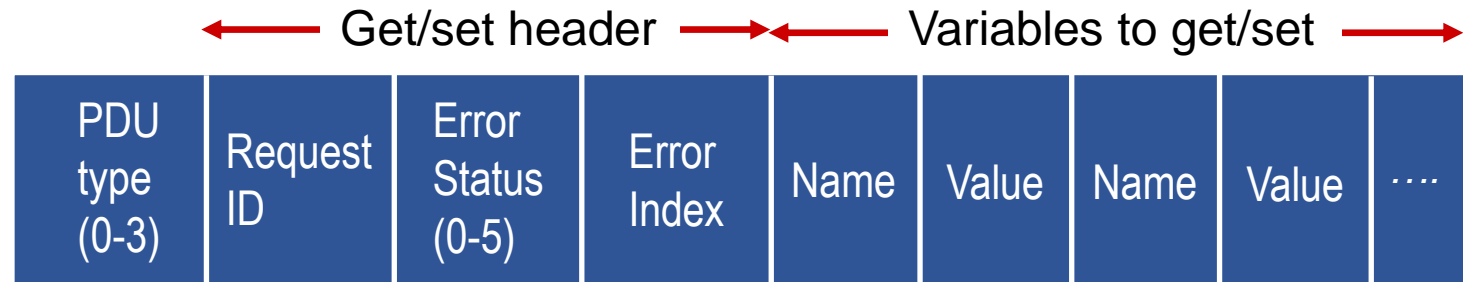 Get/set header
Variables to get/set
PDU
type
(0-3)
Request
ID
Error
Status
(0-5)
Error
Index
Name
Value
Name
Value
....